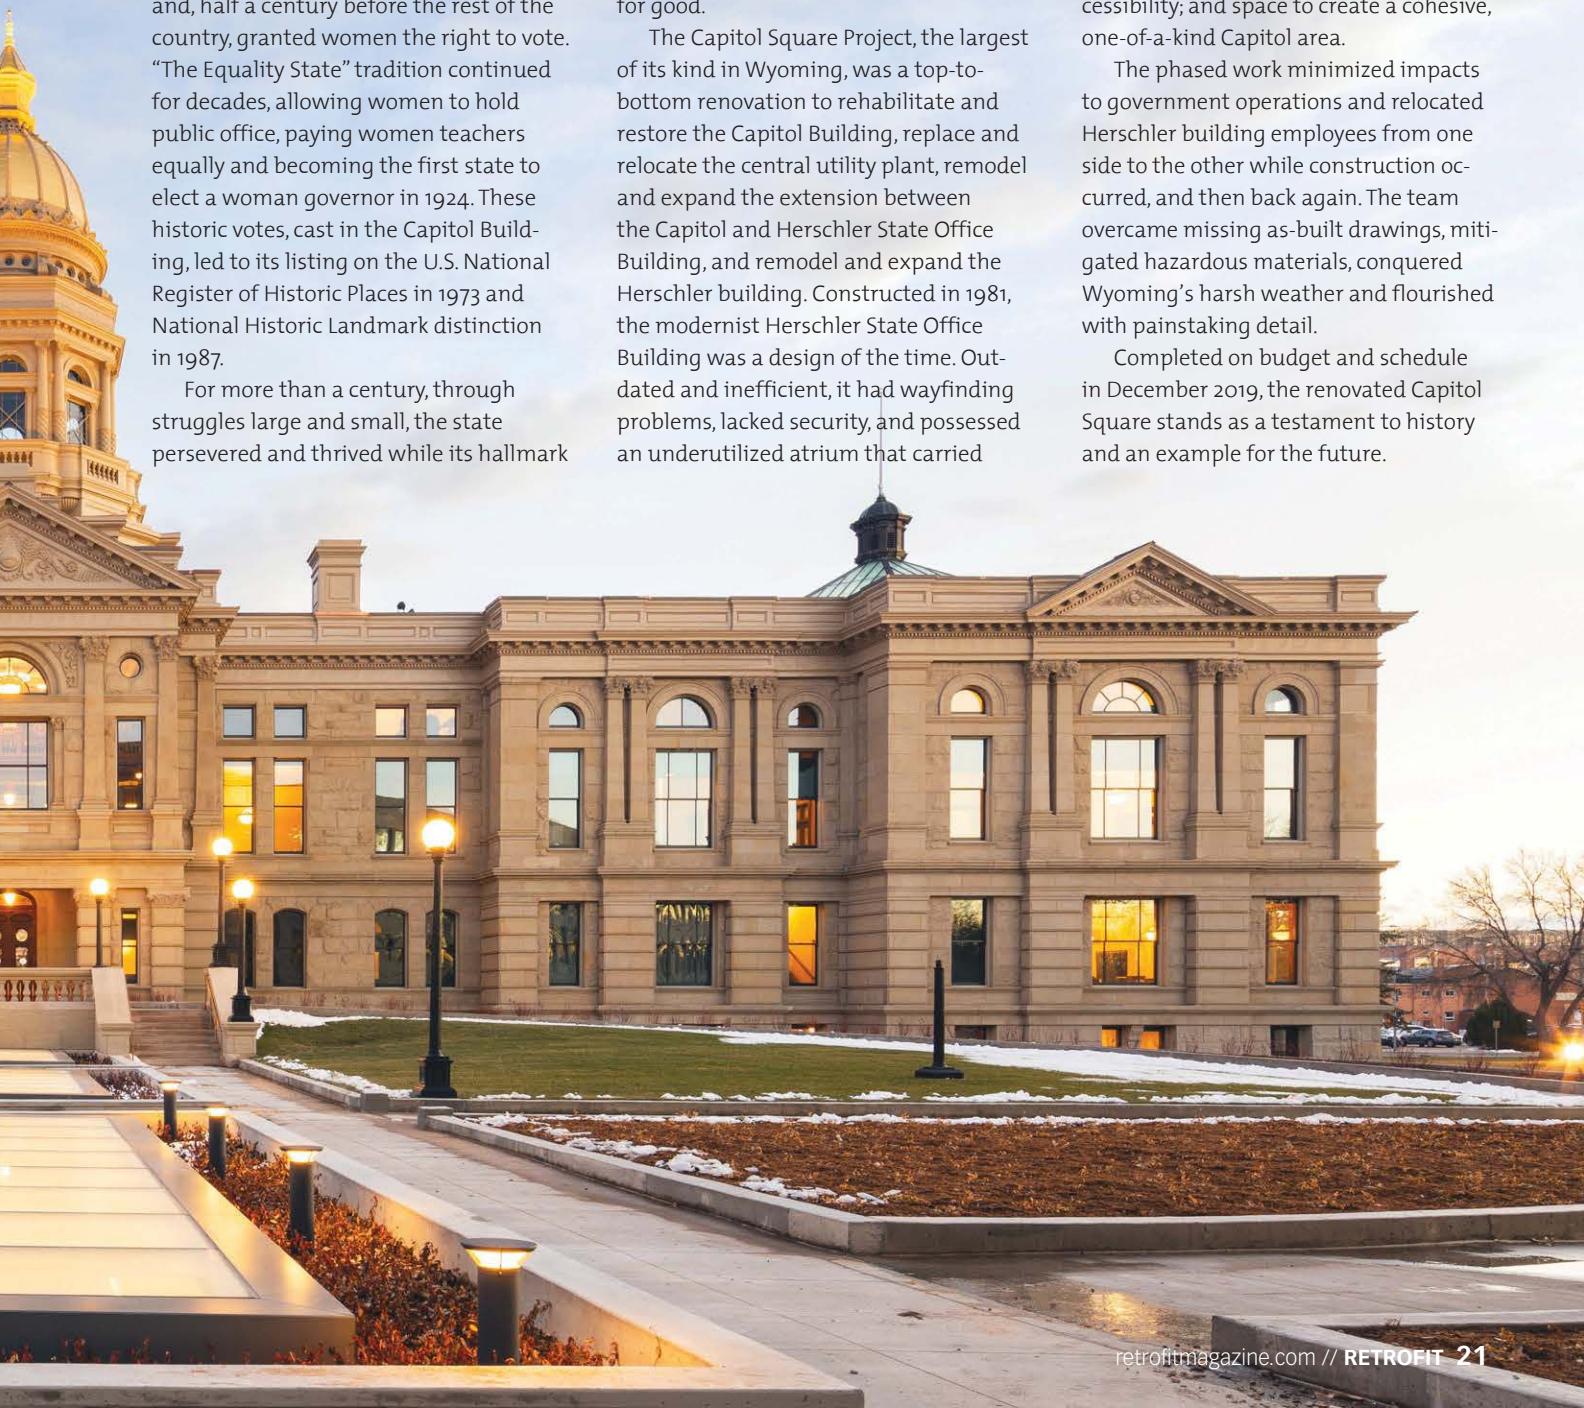 and, half a century before the rest of the
country, granted women the right to vote.
“The Equality State” tradition continued
for decades, allowing women to hold
public office, paying women teachers
equally and becoming the first state to
elect a woman governor in 1924. These
historic votes, cast in the Capitol Build-
ing, led to its listing on the U.S. National
Register of Historic Places in 1973 and
National Historic Landmark distinction
in 1987.
For more than a century, through
struggles large and small, the state
persevered and thrived while its hallmark
for good.
The Capitol Square Project, the largest
of its kind in Wyoming, was a top-to-
bottom renovation to rehabilitate and
restore the Capitol Building, replace and
relocate the central utility plant, remodel
and expand the extension between
the Capitol and Herschler State Office
Building, and remodel and expand the
Herschler building. Constructed in 1981,
the modernist Herschler State Office
Building was a design of the time. Out-
dated and inefficient, it had wayfinding
problems, lacked security, and possessed
an underutilized atrium that carried
cessibility; and space to create a cohesive,
one-of-a-kind Capitol area.
The phased work minimized impacts
to government operations and relocated
Herschler building employees from one
side to the other while construction oc-
curred, and then back again. The team
overcame missing as-built drawings, miti-
gated hazardous materials, conquered
Wyoming’s harsh weather and flourished
with painstaking detail.
Completed on budget and schedule
in December 2019, the renovated Capitol
Square stands as a testament to history
and an example for the future.
retrofitmagazine.com // RETROFIT 21